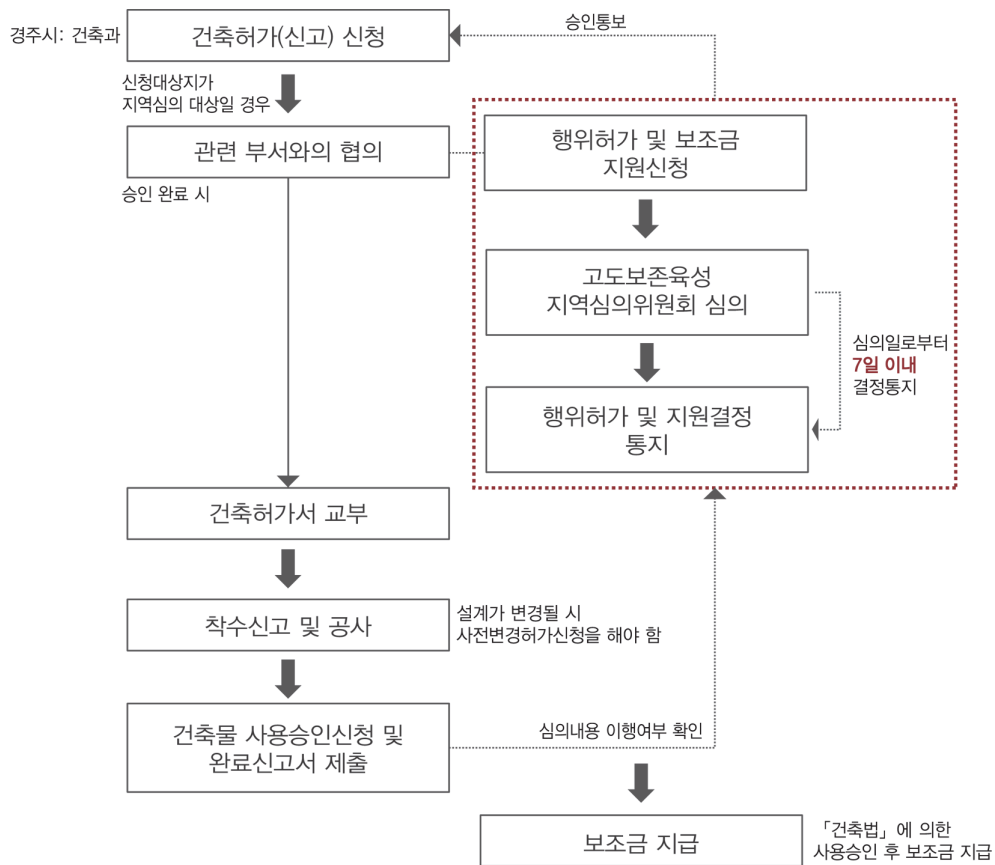 경주시: 건축과
건축허가(신고) 신청
승인통보
신청대상지가
지역심의 대상일 경우
관련 부서와의 협의
행위허가 및 보조금
지원신청
승인 완료 시
고도보존육성
지역심의위원회 심의
심의일로부터
7일 이내
결정통지
행위허가 및 지원결정
통지
건축허가서 교부
착수신고 및 공사
설계가 변경될 시
사전변경허가신청을 해야 함
건축물 사용승인신청 및
완료신고서 제출
심의내용 이행여부 확인
보조금 지급
「건축법」에 의한
사용승인 후 보조금 지급